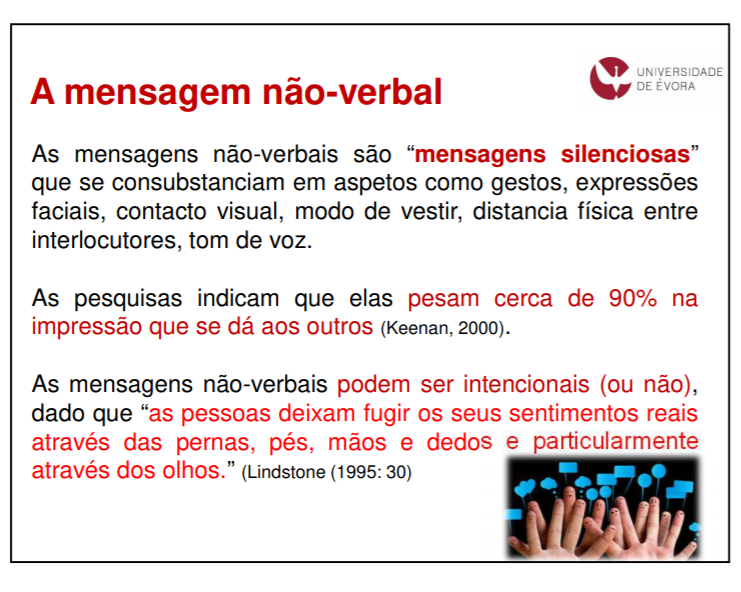 UNIVERSIDADE
DE ÉVORA
A mensagem não-verbal
As mensagens não-verbais são “mensagens silenciosas”
que se consubstanciam em aspetos como gestos, expressões
faciais, contacto visual, modo de vestir, distancia física entre
interlocutores, tom de voz.
As pesquisas indicam que elas pesam cerca de 90% na
impressão que se dá aos outros (Keenan, 2000).
As mensagens não-verbais podem ser intencionais (ou não),
dado que “as pessoas deixam fugir os seus sentimentos reais
através das pernas, pés, mãos e dedos e particularmente
através dos olhos.” (Lindstone (1995: 30)